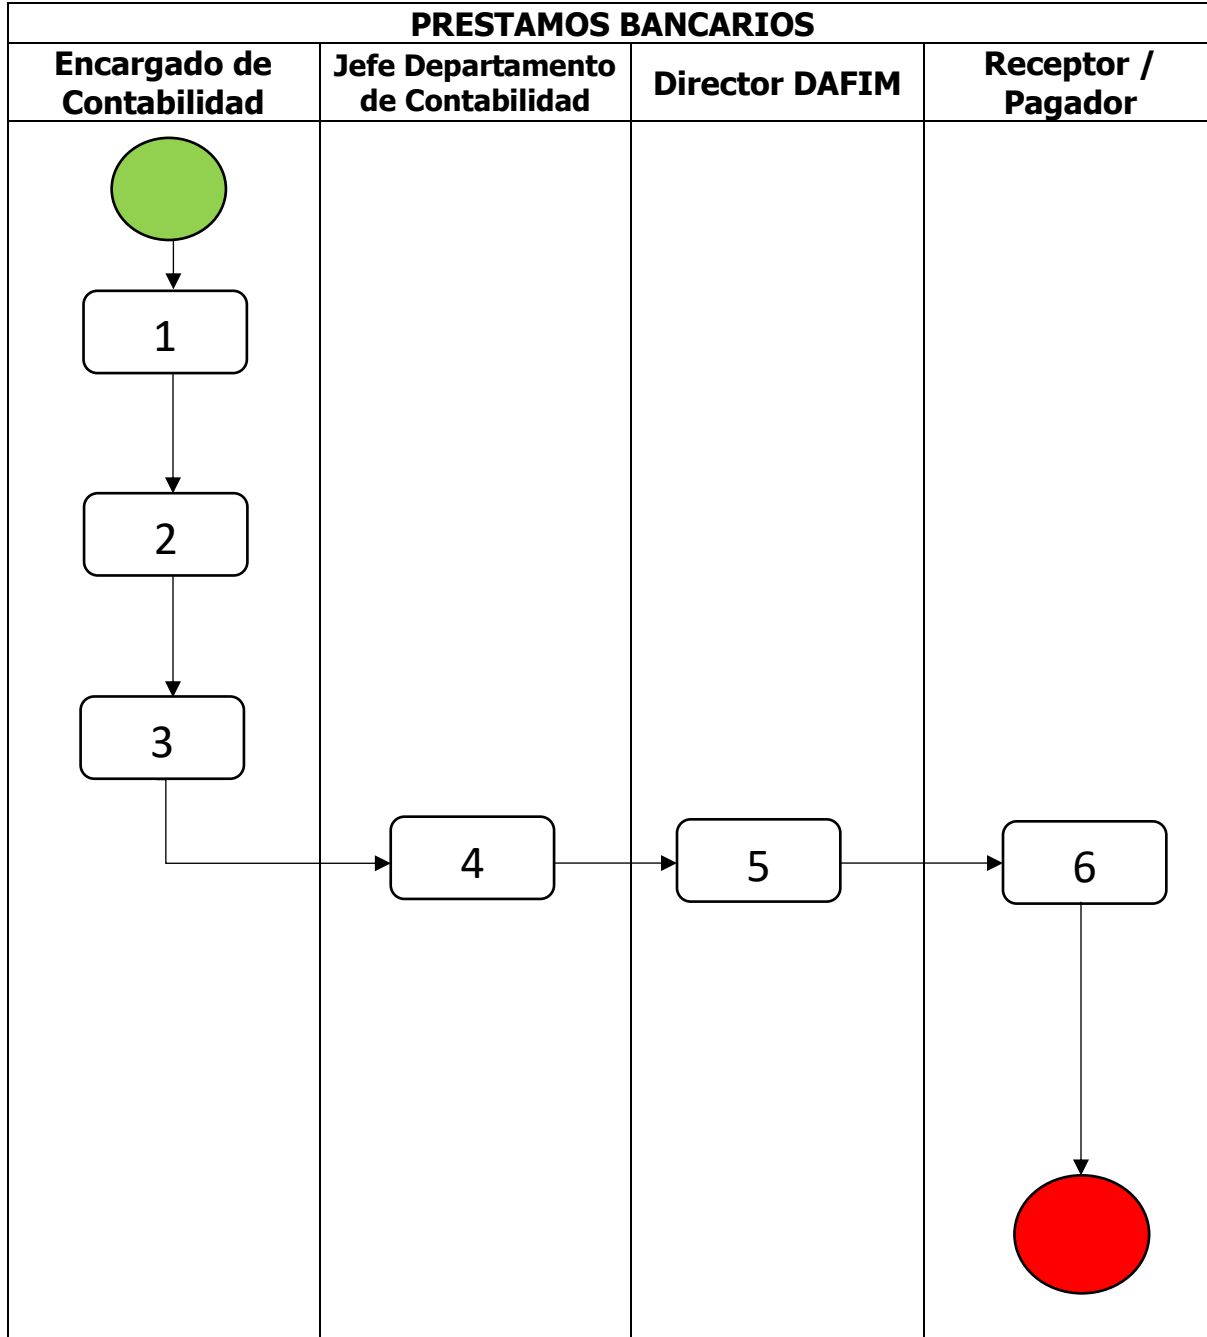 PRESTAMOS BANCARIOS
Encargado de
Contabilidad
Jefe Departamento
de Contabilidad
Director DAFIM
Receptor /
Pagador
1
2
3
4
5
6